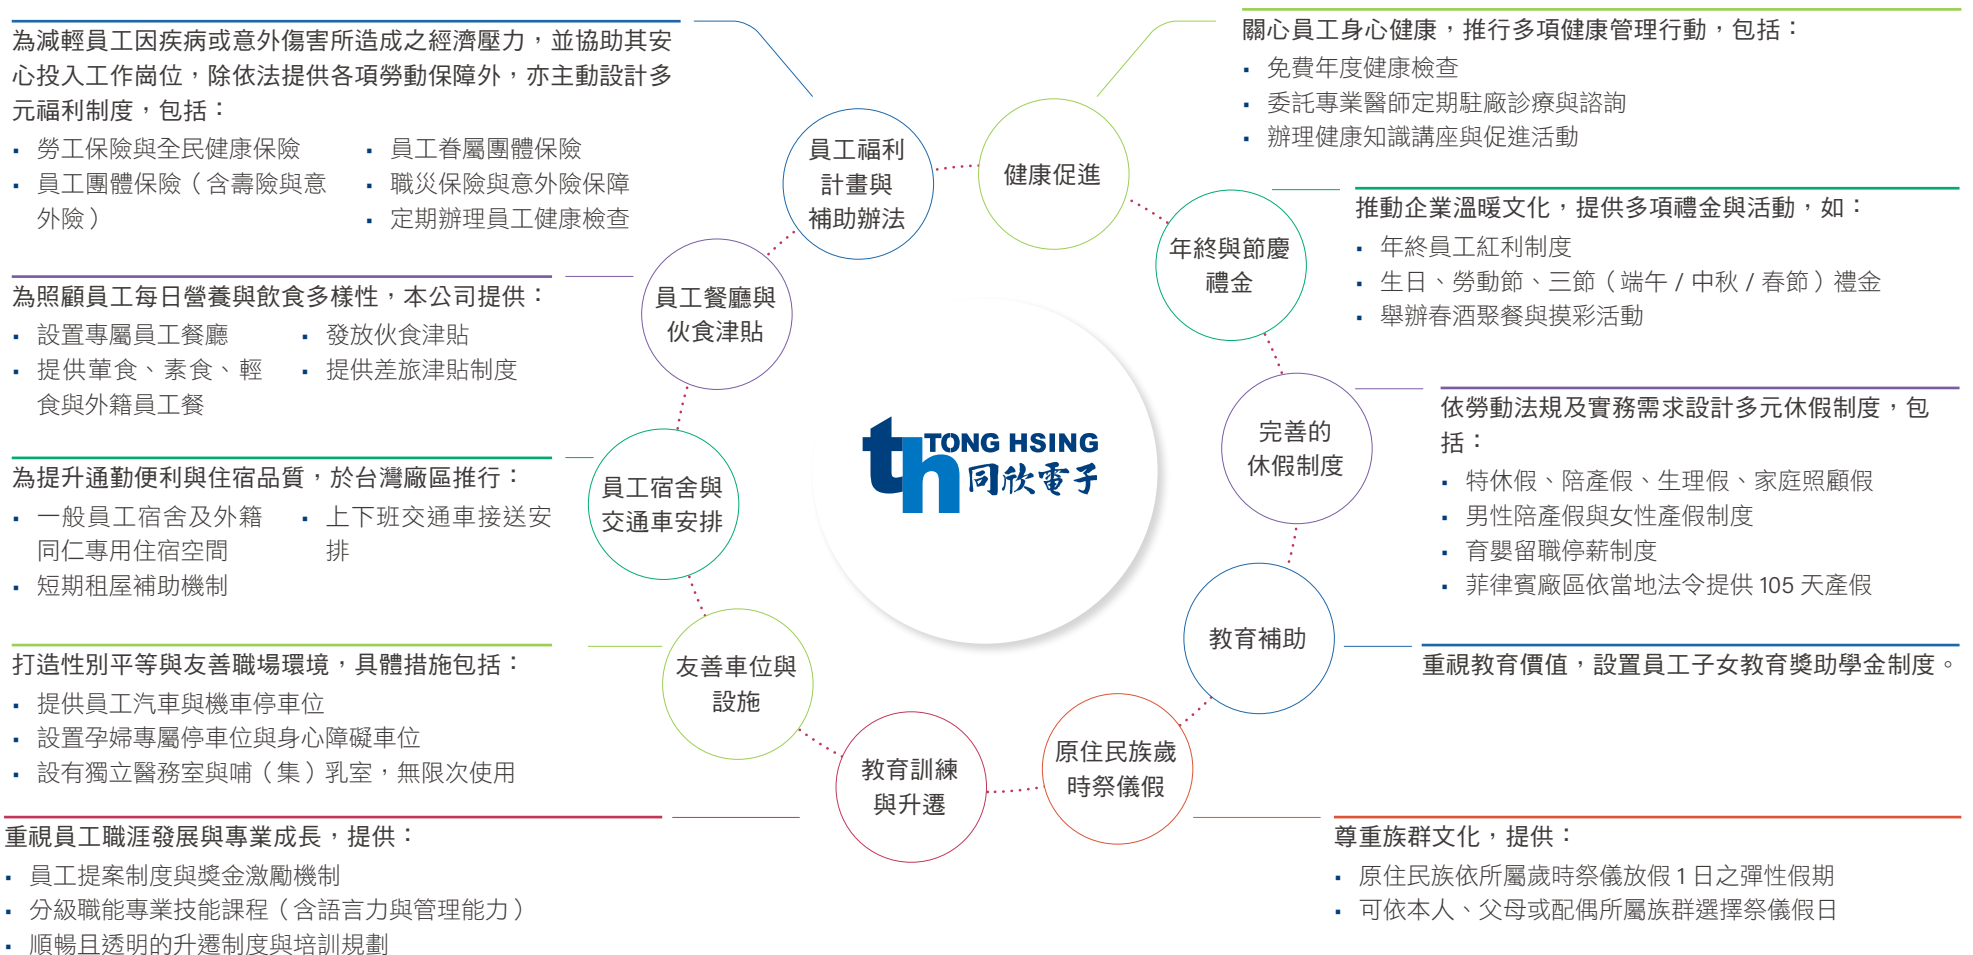 為減輕員工因疾病或意外傷害所造成之經濟壓力，並協助其安
心投入工作崗位，除依法提供各項勞動保障外，亦主動設計多
元福利制度，包括：
▪ 勞工保險與全民健康保險
▪ 員工團體保險（含壽險與意
外險）
▪ 員工眷屬團體保險
▪ 職災保險與意外險保障
▪ 定期辦理員工健康檢查
員工福利
計畫與
補助辦法
為照顧員工每日營養與飲食多樣性，本公司提供：
▪ 設置專屬員工餐廳
▪ 提供葷食、素食、輕
食與外籍員工餐
▪ 發放伙食津貼
▪ 提供差旅津貼制度
員工餐廳與
伙食津貼
為提升通勤便利與住宿品質，於台灣廠區推行：
▪ 一般員工宿舍及外籍
同仁專用住宿空間
▪ 短期租屋補助機制
▪ 上下班交通車接送安
排
員工宿舍與
交通車安排
打造性別平等與友善職場環境，具體措施包括：
▪ 提供員工汽車與機車停車位
▪ 設置孕婦專屬停車位與身心障礙車位
▪ 設有獨立醫務室與哺（集）乳室，無限次使用
友善車位與
設施
重視員工職涯發展與專業成長，提供：
▪ 員工提案制度與獎金激勵機制
▪ 分級職能專業技能課程（含語言力與管理能力）
▪ 順暢且透明的升遷制度與培訓規劃
教育訓練
與升遷
th TONG HSING
同欣電子
關心員工身心健康，推行多項健康管理行動，包括：
▪ 免費年度健康檢查
▪ 委託專業醫師定期駐廠診療與諮詢
▪ 辦理健康知識講座與促進活動
健康促進
推動企業溫暖文化，提供多項禮金與活動，如：
▪ 年終員工紅利制度
▪ 生日、勞動節、三節（端午 / 中秋 / 春節）禮金
▪ 舉辦春酒聚餐與摸彩活動
年終與節慶
禮金
依勞動法規及實務需求設計多元休假制度，包
括：
▪ 特休假、陪產假、生理假、家庭照顧假
▪ 男性陪產假與女性產假制度
▪ 育嬰留職停薪制度
▪ 菲律賓廠區依當地法令提供 105 天產假
完善的
休假制度
重視教育價值，設置員工子女教育獎助學金制度。
教育補助
尊重族群文化，提供：
▪ 原住民族依所屬歲時祭儀放假 1 日之彈性假期
▪ 可依本人、父母或配偶所屬族群選擇祭儀假日
原住民族歲
時祭儀假